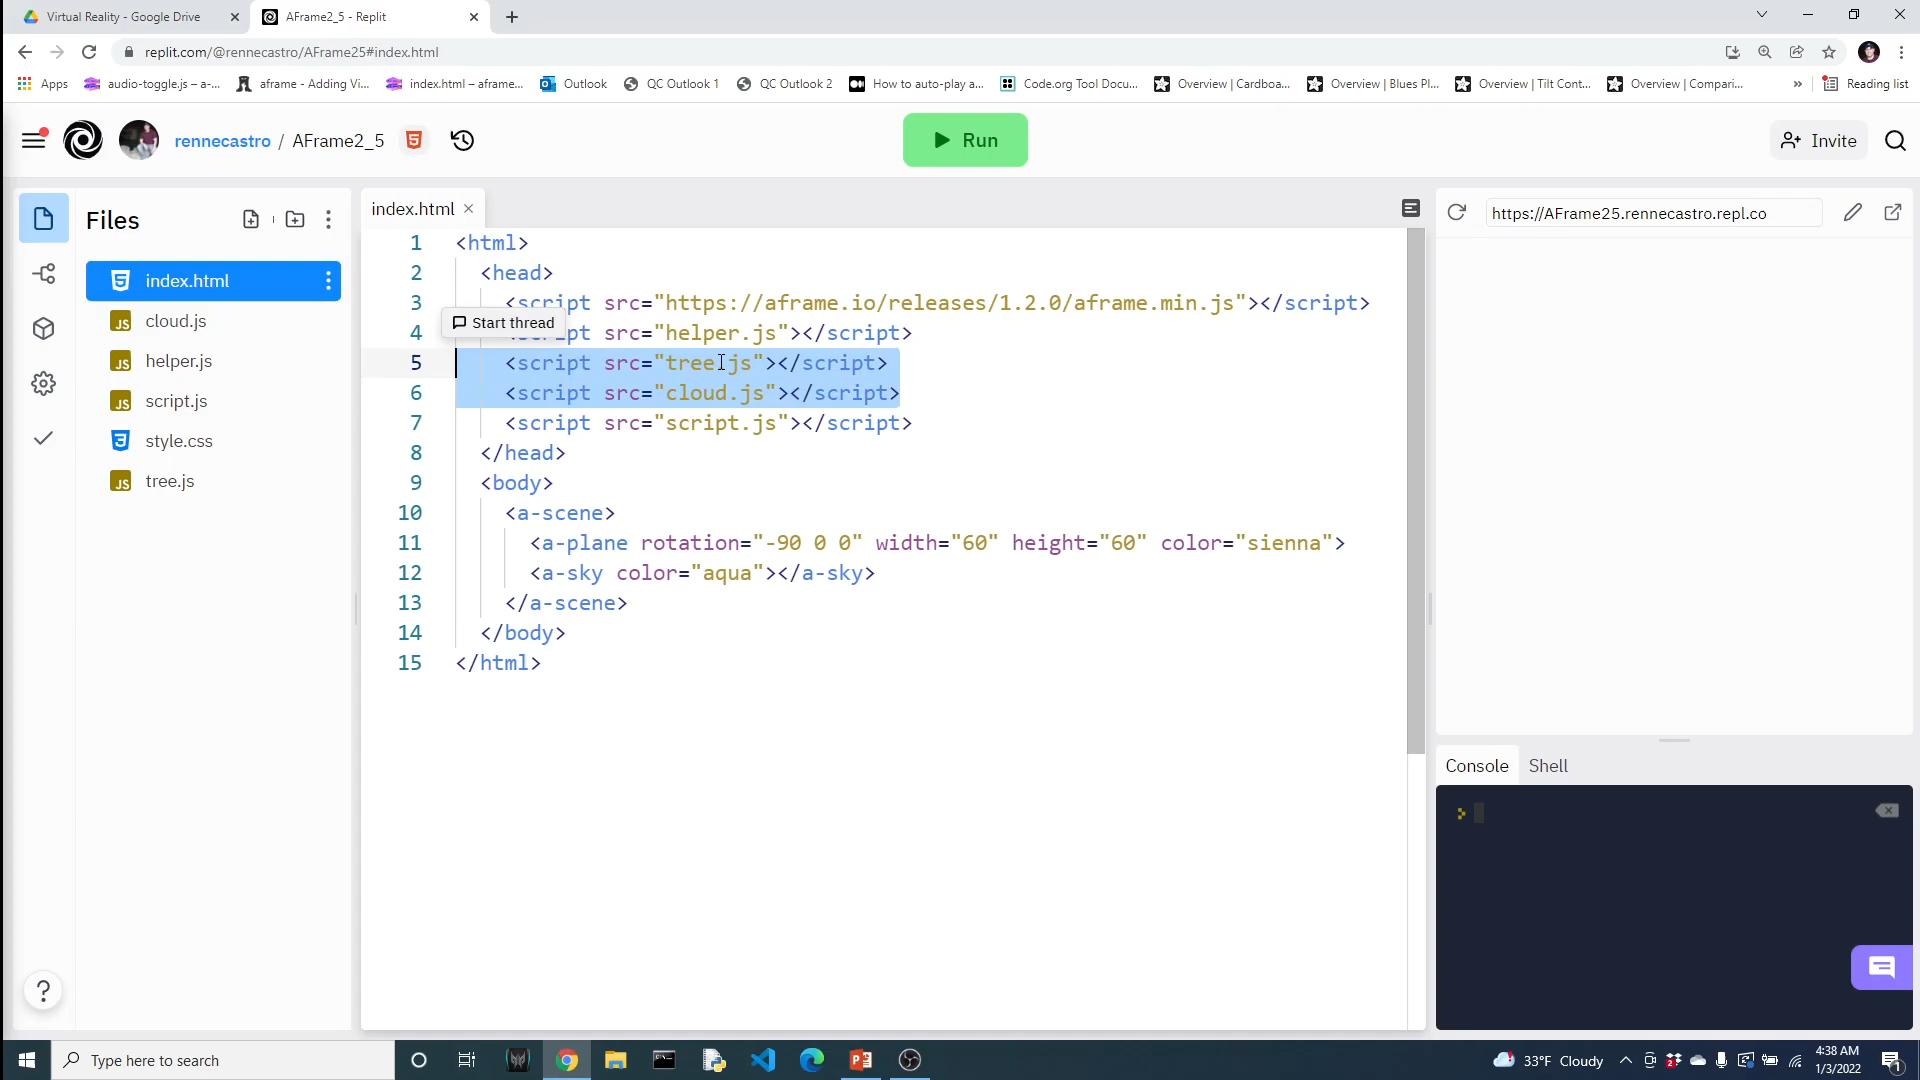 Virtual Reality - Google Drive
AFrame2_5 - Replit
replit.com/@rennecastro/AFrame25#index.html
Apps
audio-toggle.js – a-...
aframe - Adding Vi...
index.html – aframe...
Outlook
QC Outlook 1
QC Outlook 2
How to auto-play a...
Code.org Tool Docu...
Overview | Cardboa...
Overview | Blues Pl...
Overview | Tilt Cont...
Overview | Compari...
»
Reading list
rennecastro / AFrame2_5
Run
Invite
Files
index.html
cloud.js
helper.js
script.js
style.css
tree.js
index.html
1 <html>
2 <head>
3 <script src="https://aframe.io/releases/1.2.0/aframe.min.js"></script>
Start thread
4 ipt src="helper.js"></script>
5 <script src="tree.js"></script>
6 <script src="cloud.js"></script>
7 <script src="script.js"></script>
8 </head>
9 <body>
10 <a-scene>
11 <a-plane rotation="-90 0 0" width="60" height="60" color="sienna">
12 <a-sky color="aqua"></a-sky>
13 </a-scene>
14 </body>
15 </html>
https://AFrame25.rennecastro.repl.co
Console
Shell
?
Type here to search
33°F Cloudy
4:38 AM
1/3/2022
1